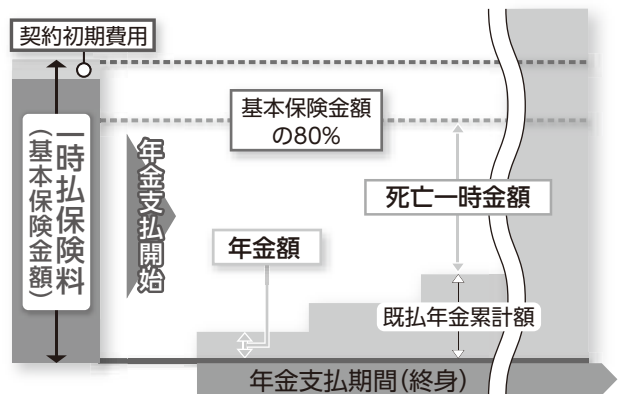 契約初期費用
基本保険金額
の80%
一時払保険料
(基本保険金額)
年金支払開始
死亡一時金額
年金額
既払年金累計額
年金支払期間(終身)